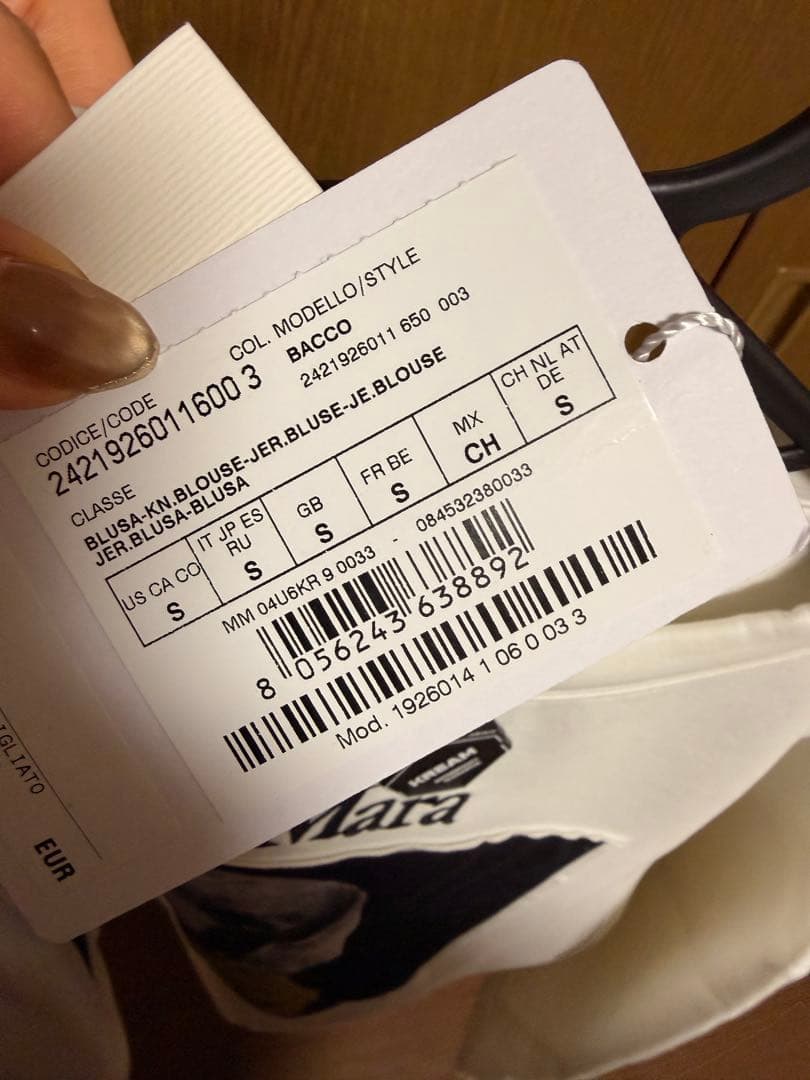 COL. MODELLO/STYLE
BACCO
CODICE/CODE
2421926011600 3
2421926011 650 003
CLASSE
BLUSA-KN.BLOUSE-JER.BLUSE-JE.BLOUSE
JER.BLUSA-BLUSA
US CA CO
S
IT JP ES
RU
S
GB
S
FR BE
S
MX
CH
CH NL AT
DE
S
MM 04U6KR 9 0033 - 084532380033
8 056243 638892
Mod. 1926014 1 06 0 033 3
IGLIATO
EUR
KREAM
Mara